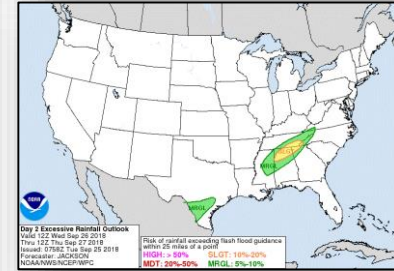 MRGL
SLGT
MRGL
NOAA
Day 2 Excessive Rainfall Outlook
Valid 12Z Wed Sep 26 2018
Thru 12Z Thu Sep 27 2018
Issued: 0758Z Tue Sep 25 2018
Forecaster: JACKSON
NOAA/NWS/NCEP/WPC
Risk of rainfall exceeding flash flood guidance
within 25 miles of a point
HIGH: > 50% SLGT: 10%-20%
MDT: 20%-50% MRGL: 5%-10%